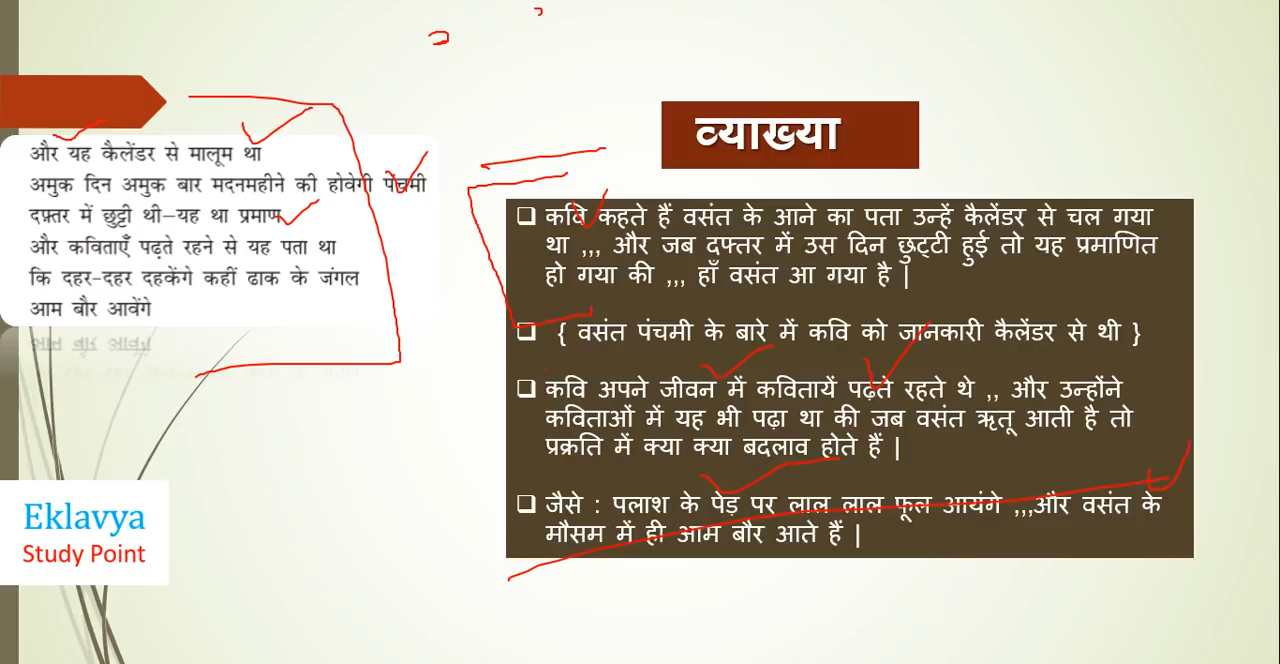 और यह कैलेंडर से मालूम था
अमुक दिन अमुक बार मदनमहीने की होवेगी पंचमी
दफ़्तर में छुट्टी थी–यह था प्रमाण
और कविताएँ पढ़ते रहने से यह पता था
कि दहर-दहर दहकेंगे कहीं ढाक के जंगल
आम बौर आवेंगे
Eklavya
Study Point
व्याख्या
❑ कवि कहते हैं वसंत के आने का पता उन्हें कैलेंडर से चल गया
था ,,, और जब दफ्तर में उस दिन छुट्टी हुई तो यह प्रमाणित
हो गया की ,,, हाँ वसंत आ गया है |
❑ { वसंत पंचमी के बारे में कवि को जानकारी कैलेंडर से थी }
❑ कवि अपने जीवन में कवितायें पढ़ते रहते थे ,, और उन्होंने
कविताओं में यह भी पढ़ा था की जब वसंत ऋतू आती है तो
प्रक्रति में क्या क्या बदलाव होते हैं |
❑ जैसे : पलाश के पेड़ पर लाल लाल फूल आयंगे ,,,और वसंत के
मौसम में ही आम बौर आते हैं |